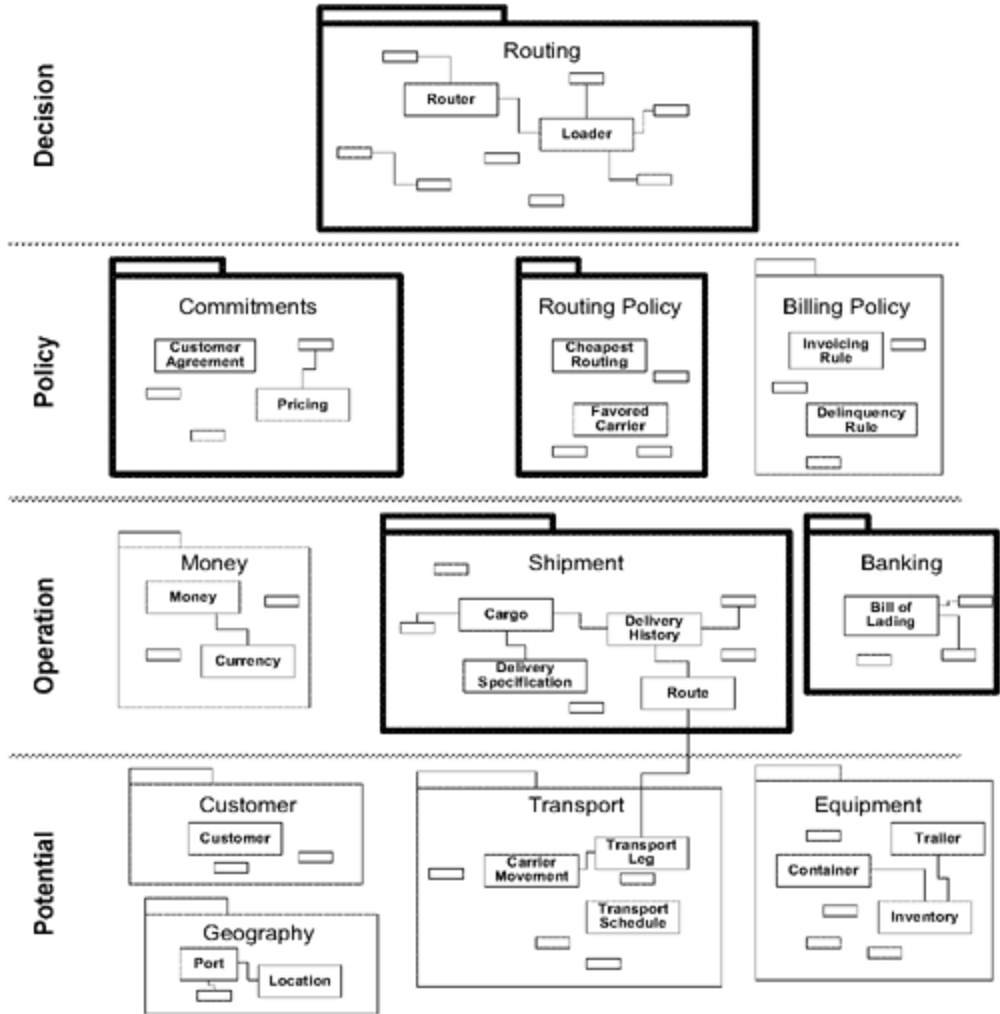 Decision
Routing
Router
Loader
Policy
Commitments
Customer
Agreement
Pricing
Routing Policy
Cheapest
Routing
Favored
Carrier
Billing Policy
Invoicing
Rule
Delinquency
Rule
Operation
Money
Money
Currency
Shipment
Cargo
Delivery
History
Delivery
Specification
Route
Banking
Bill of
Lading
Potential
Customer
Customer
Geography
Port
Location
Transport
Transport
Leg
Carrier
Movement
Transport
Schedule
Equipment
Trailer
Container
Inventory